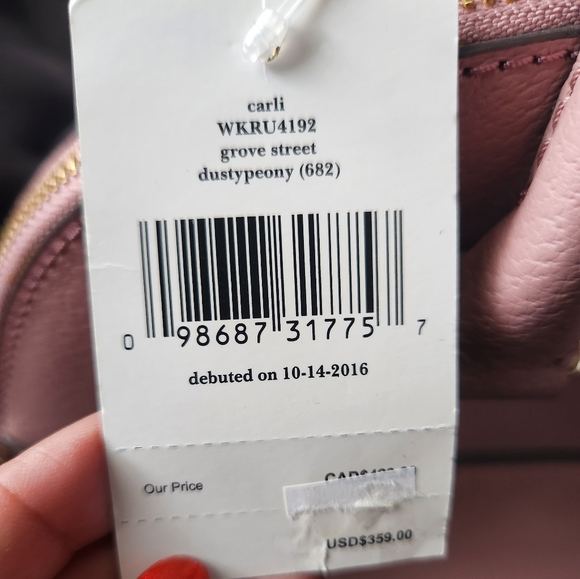 carli
WKRU4192
grove street
dustypeony (682)
0 98687 31775 7
debuted on 10-14-2016
Our Price
USD$359.00